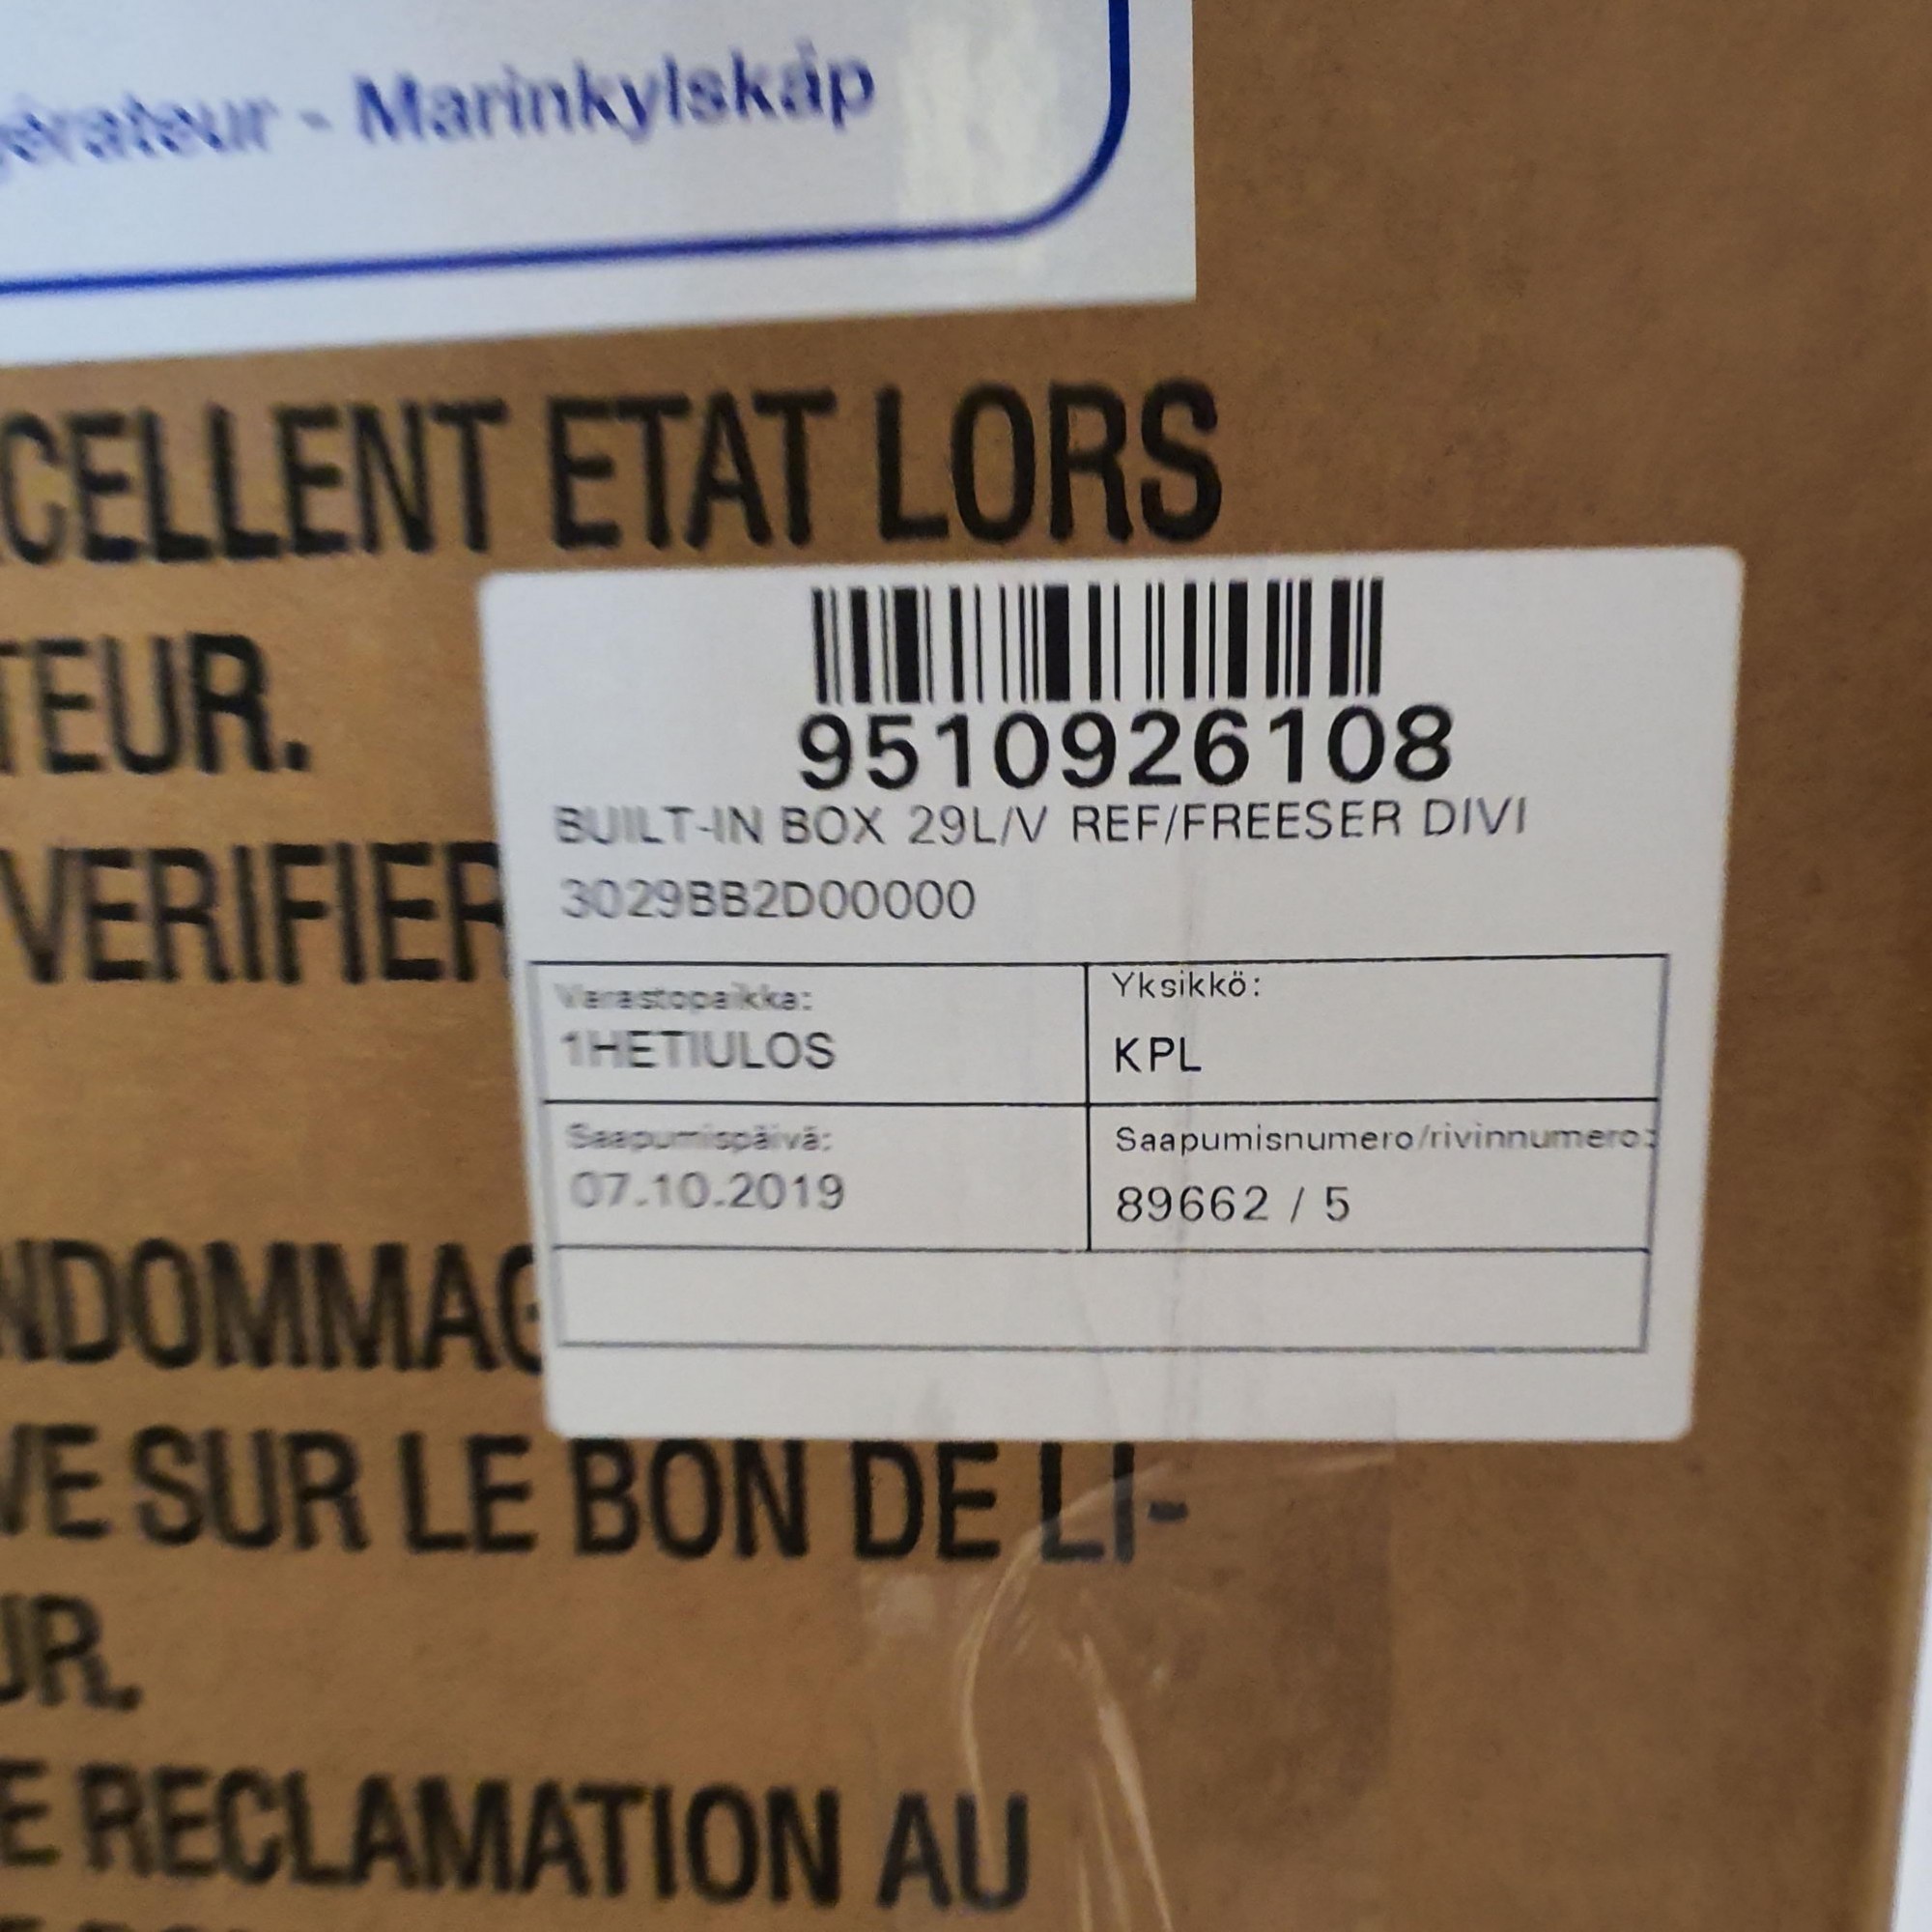 - Marinkylskåp
CELLENT ETAT LORS
TEUR.
VERIFIER
NDOMMAG
VE SUR LE BON DE LI-
UR.
E RECLAMATION AU
9510926108
BUILT-IN BOX 29L/V REF/FREESER DIVI
3029BB2D00000
Varastopaikka:
1HETIULOS
Yksikkö:
KPL
Saapumispäivä:
07.10.2019
Saapumisnumero/rivinnumero:
89662 / 5